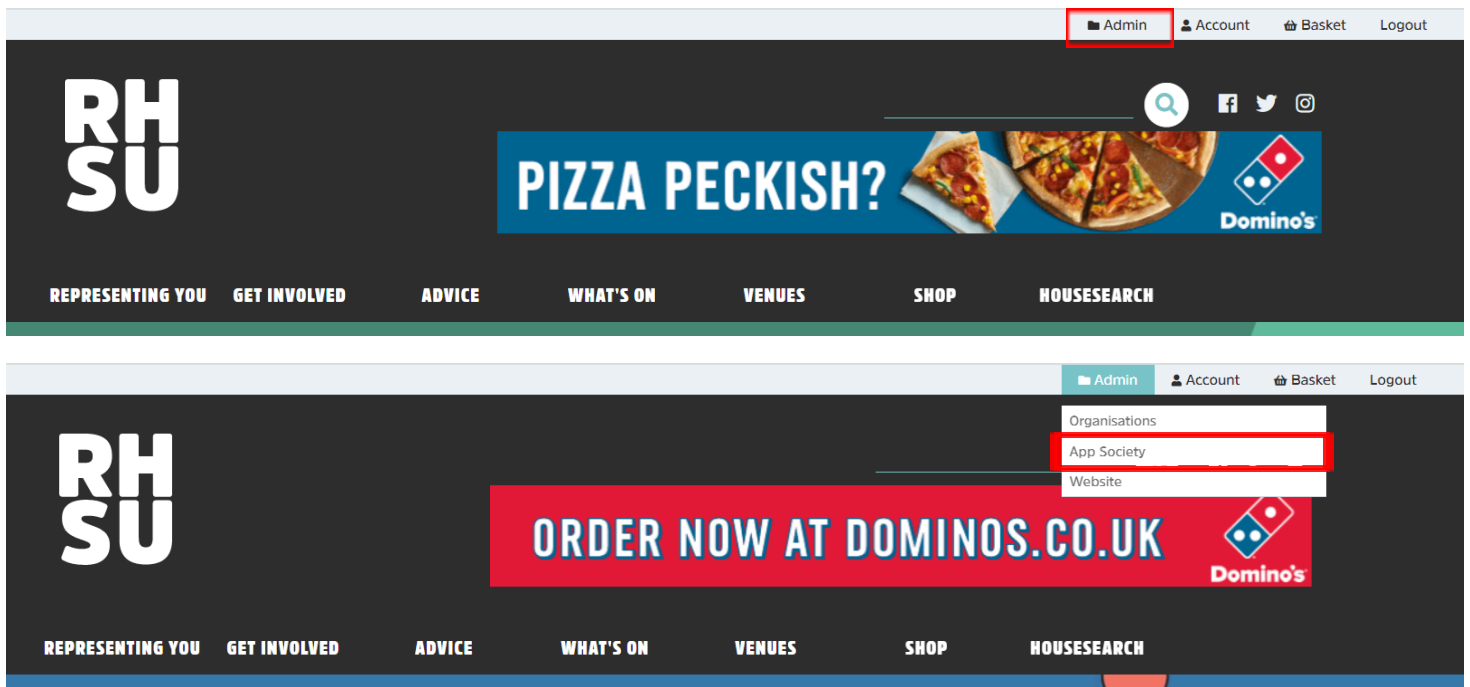 Admin Account Basket Logout
RH
SU
PIZZA PECKISH?
Domino's
REPRESENTING YOU GET INVOLVED ADVICE WHAT'S ON VENUES SHOP HOUSESEARCH
Admin Account Basket Logout
Organisations
App Society
Website
RH
SU
ORDER NOW AT DOMINOS.CO.UK
Domino's
REPRESENTING YOU GET INVOLVED ADVICE WHAT'S ON VENUES SHOP HOUSESEARCH